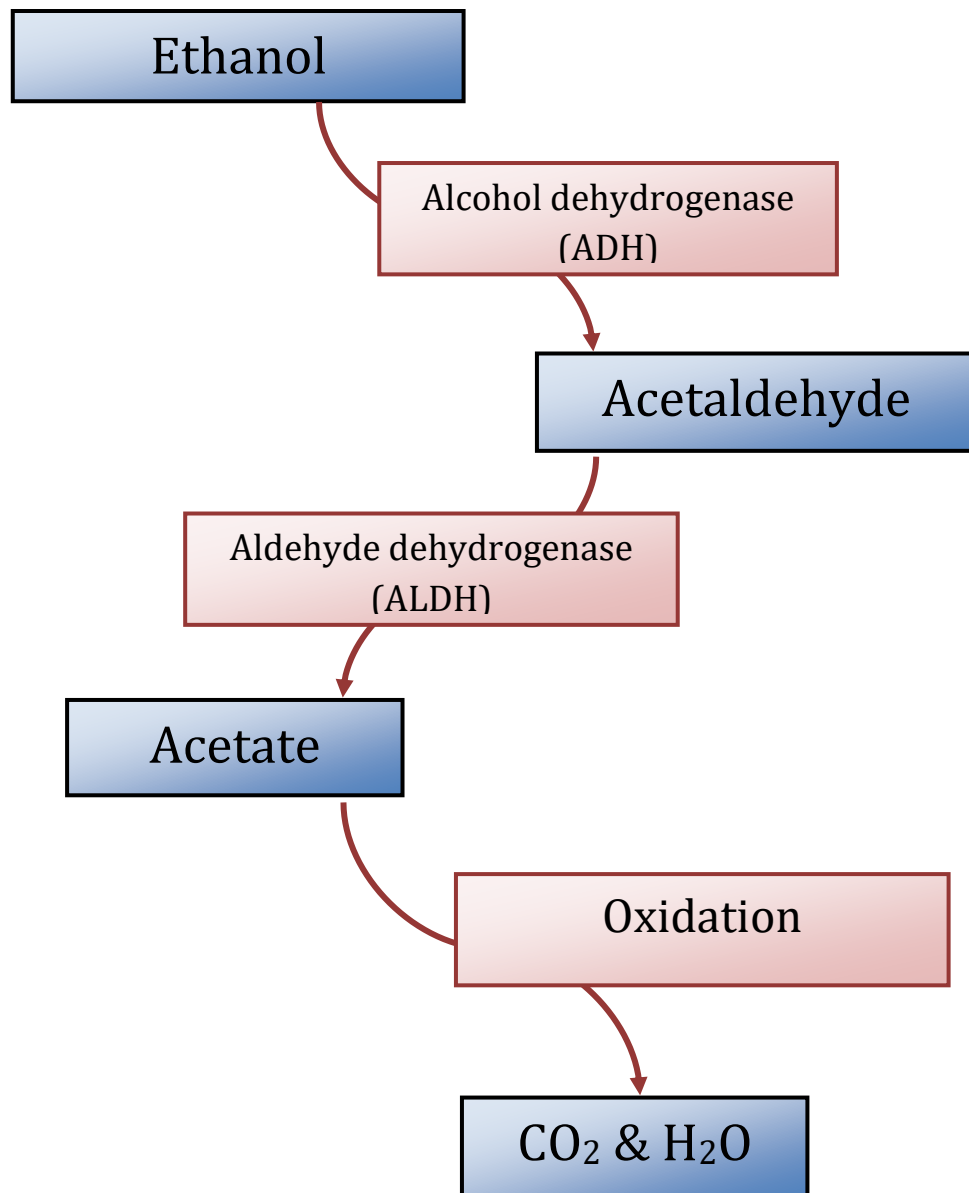 Ethanol
Alcohol dehydrogenase
(ADH)
Acetaldehyde
Aldehyde dehydrogenase
(ALDH)
Acetate
Oxidation
CO₂ & H₂O